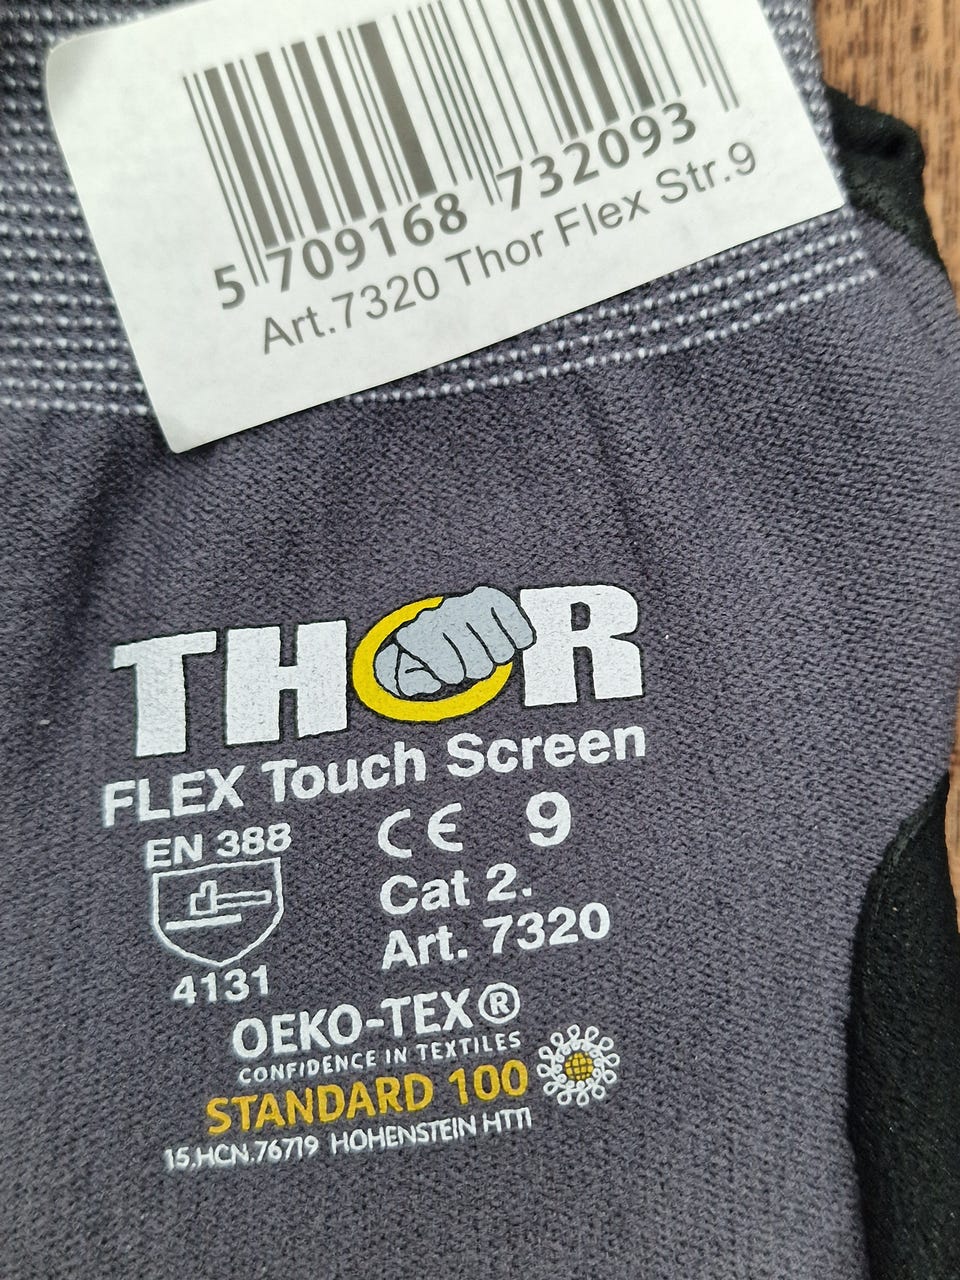 5 709168 732093
Art.7320 Thor Flex Str.9
THOR
FLEX Touch Screen
EN 388
CE 9
Cat 2.
Art. 7320
4131
OEKO-TEX®
CONFIDENCE IN TEXTILES
STANDARD 100
15.HCN.76719 HOHENSTEIN HTTI